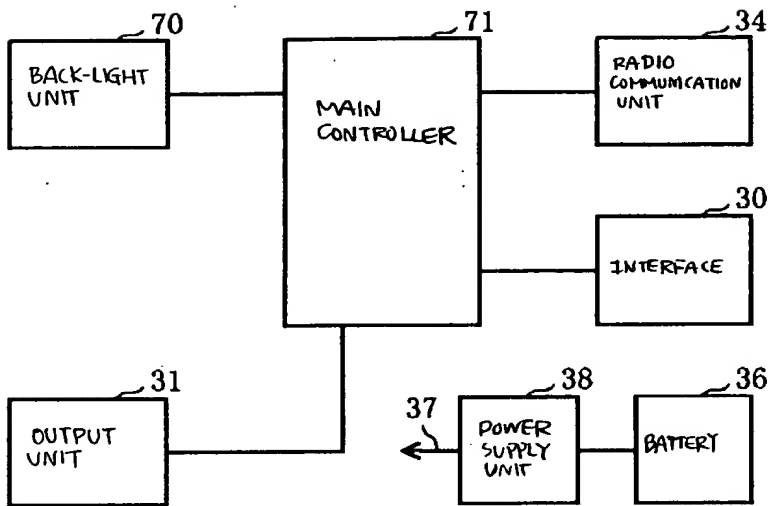 70
BACK-LIGHT
UNIT
71
MAIN
CONTROLLER
34
RADIO
COMMUNICATION
UNIT
30
INTERFACE
31
OUTPUT
UNIT
37
38
POWER
SUPPLY
UNIT
36
BATTERY